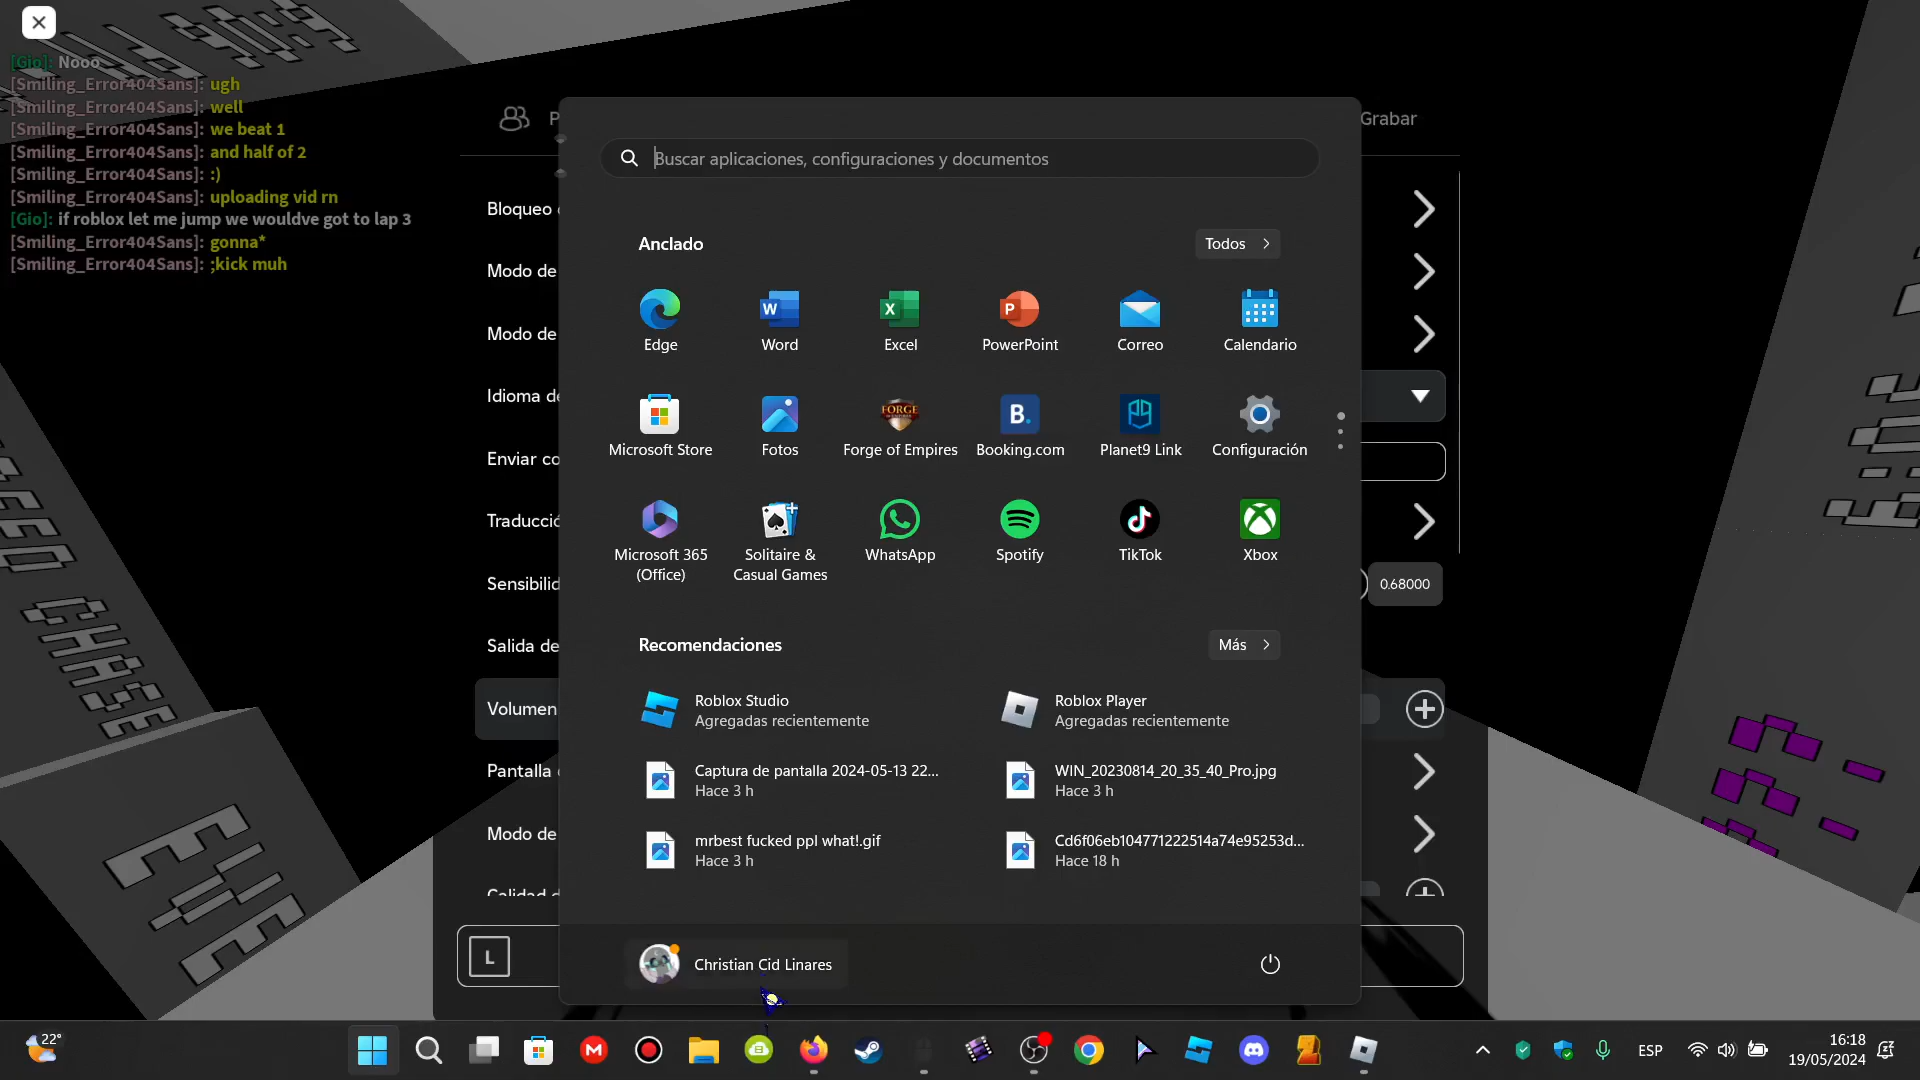 [Gio]: Nooo
[Smiling_Error404Sans]: ugh
[Smiling_Error404Sans]: well
[Smiling_Error404Sans]: we beat 1
[Smiling_Error404Sans]: and half of 2
[Smiling_Error404Sans]: :)
[Smiling_Error404Sans]: uploading vid rn
[Gio]: if roblox let me jump we wouldve got to lap 3
[Smiling_Error404Sans]: gonna*
[Smiling_Error404Sans]: ;kick muh
P
Grabar
Buscar aplicaciones, configuraciones y documentos
Bloqueo
Modo de
Modo de
Idioma de
Enviar co
Traducció
Sensibilid
0.68000
Salida de
Volumen
Pantalla
Modo de
Calidad
L
Anclado
Todos
Edge
Word
Excel
PowerPoint
Correo
Calendario
Microsoft Store
Fotos
FORGE
Forge of Empires
B.
Booking.com
Planet9 Link
Configuración
Microsoft 365
(Office)
Solitaire &
Casual Games
WhatsApp
Spotify
TikTok
Xbox
Recomendaciones
Más
Roblox Studio
Agregadas recientemente
Roblox Player
Agregadas recientemente
Captura de pantalla 2024-05-13 22...
Hace 3 h
WIN_20230814_20_35_40_Pro.jpg
Hace 3 h
mrbest fucked ppl what!.gif
Hace 3 h
Cd6f06eb104771222514a74e95253d...
Hace 18 h
Christian Cid Linares
CHASE
EYE
22°
ESP
16:18
19/05/2024